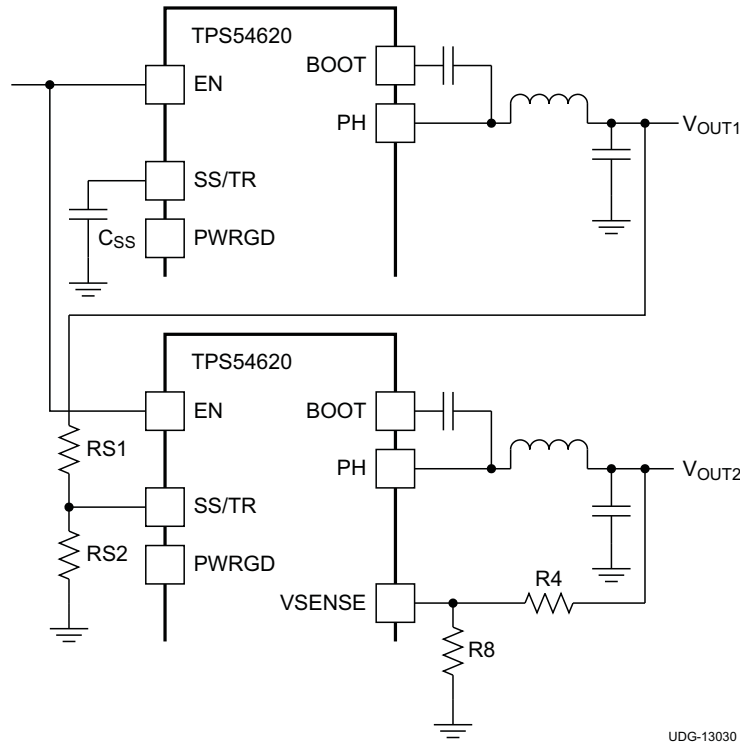 TPS54620
BOOT
EN
PH
VOUT1
SS/TR
CSS
PWRGD
TPS54620
EN
BOOT
RS1
PH
VOUT2
SS/TR
RS2
PWRGD
R4
VSENSE
R8
UDG-13030